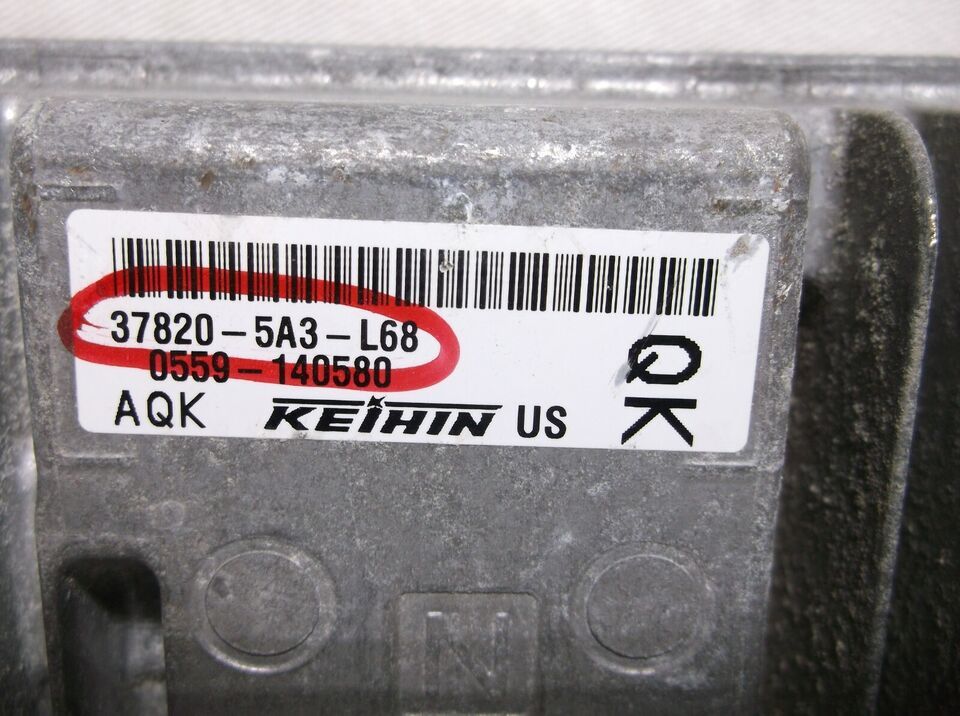 37820-5A3-L68
0559-140580
AQK KEIHIN US
QK
N